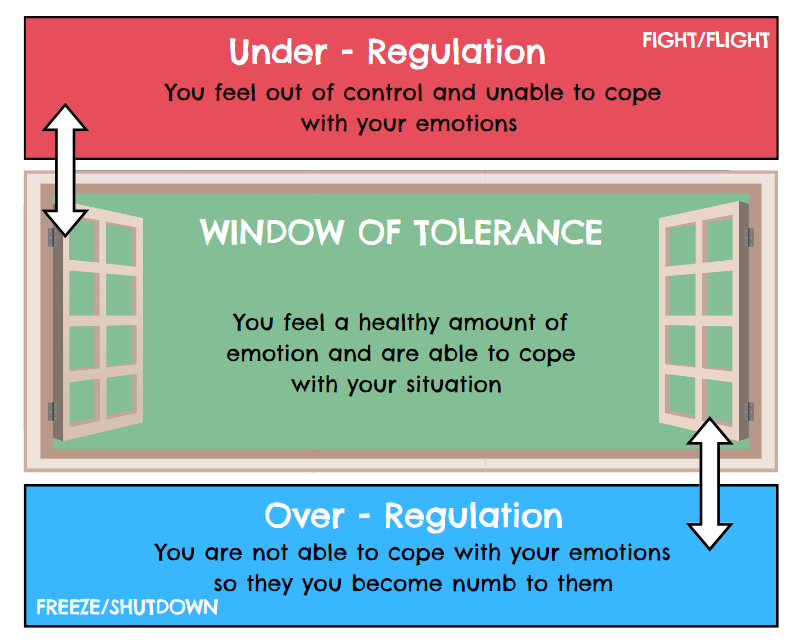 Under - Regulation
FIGHT/FLIGHT
You feel out of control and unable to cope
with your emotions
WINDOW OF TOLERANCE
You feel a healthy amount of
emotion and are able to cope
with your situation
Over - Regulation
You are not able to cope with your emotions
so they you become numb to them
FREEZE/SHUTDOWN